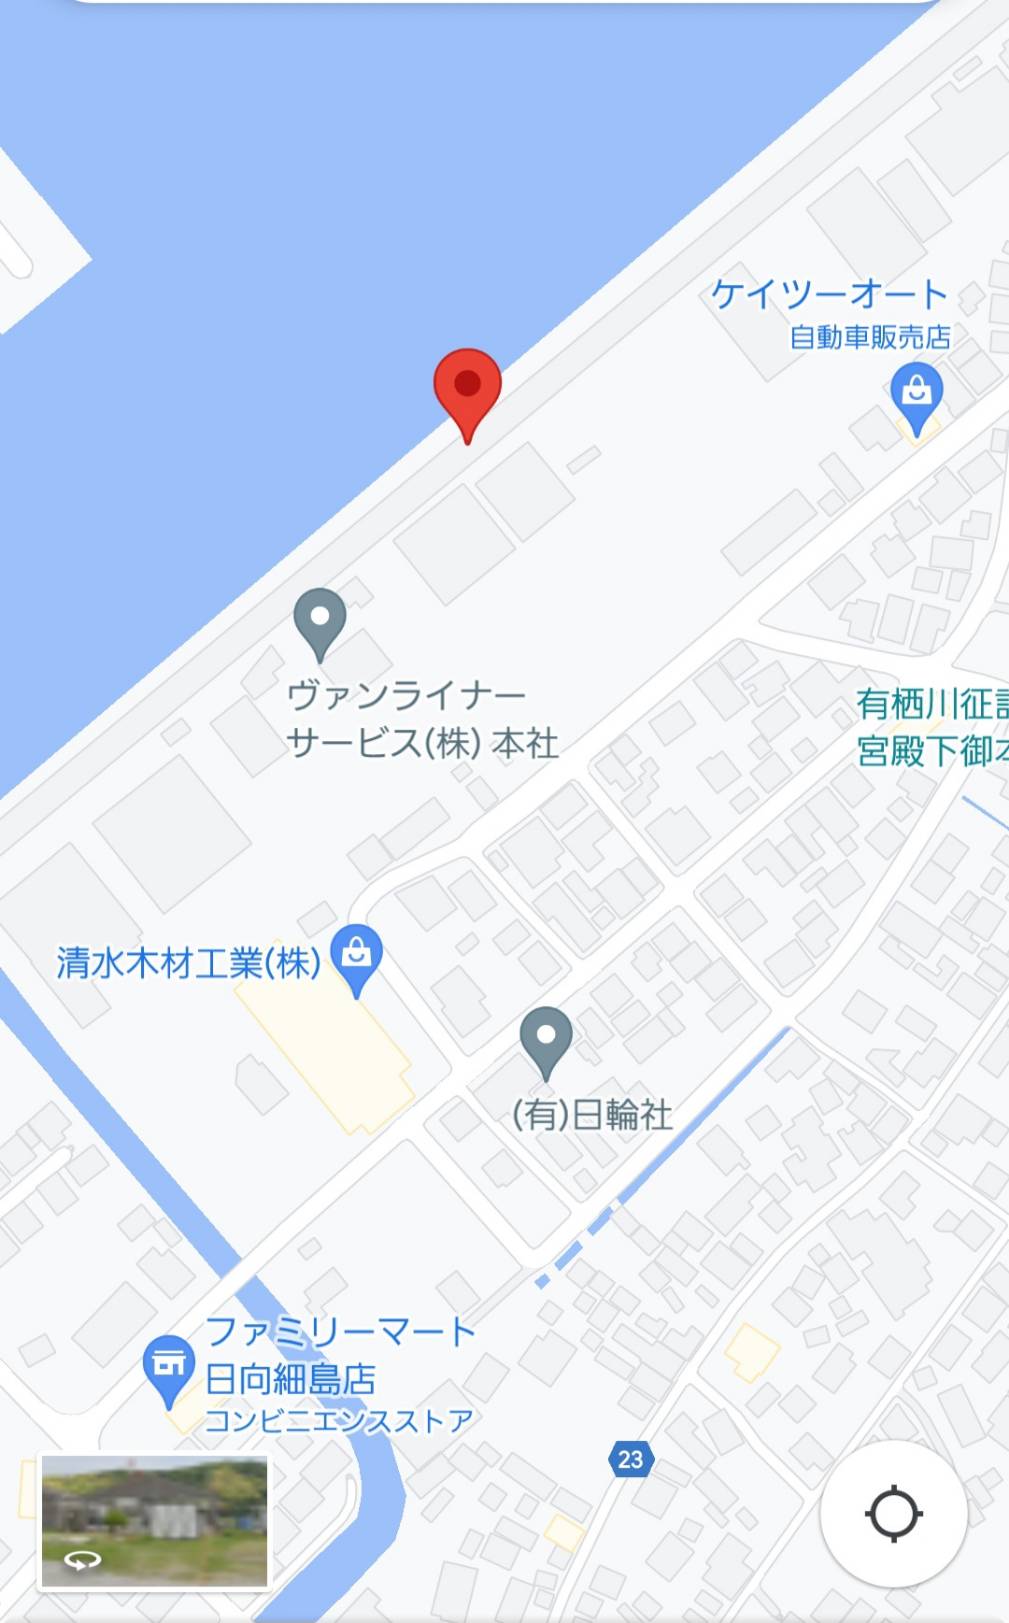 ケイツーオート
自動車販売店
ヴァンライナー
サービス(株) 本社
有栖川征
宮殿下御
清水木材工業(株)
(有)日輪社
ファミリーマート
日向細島店
コンビニエンスストア
23